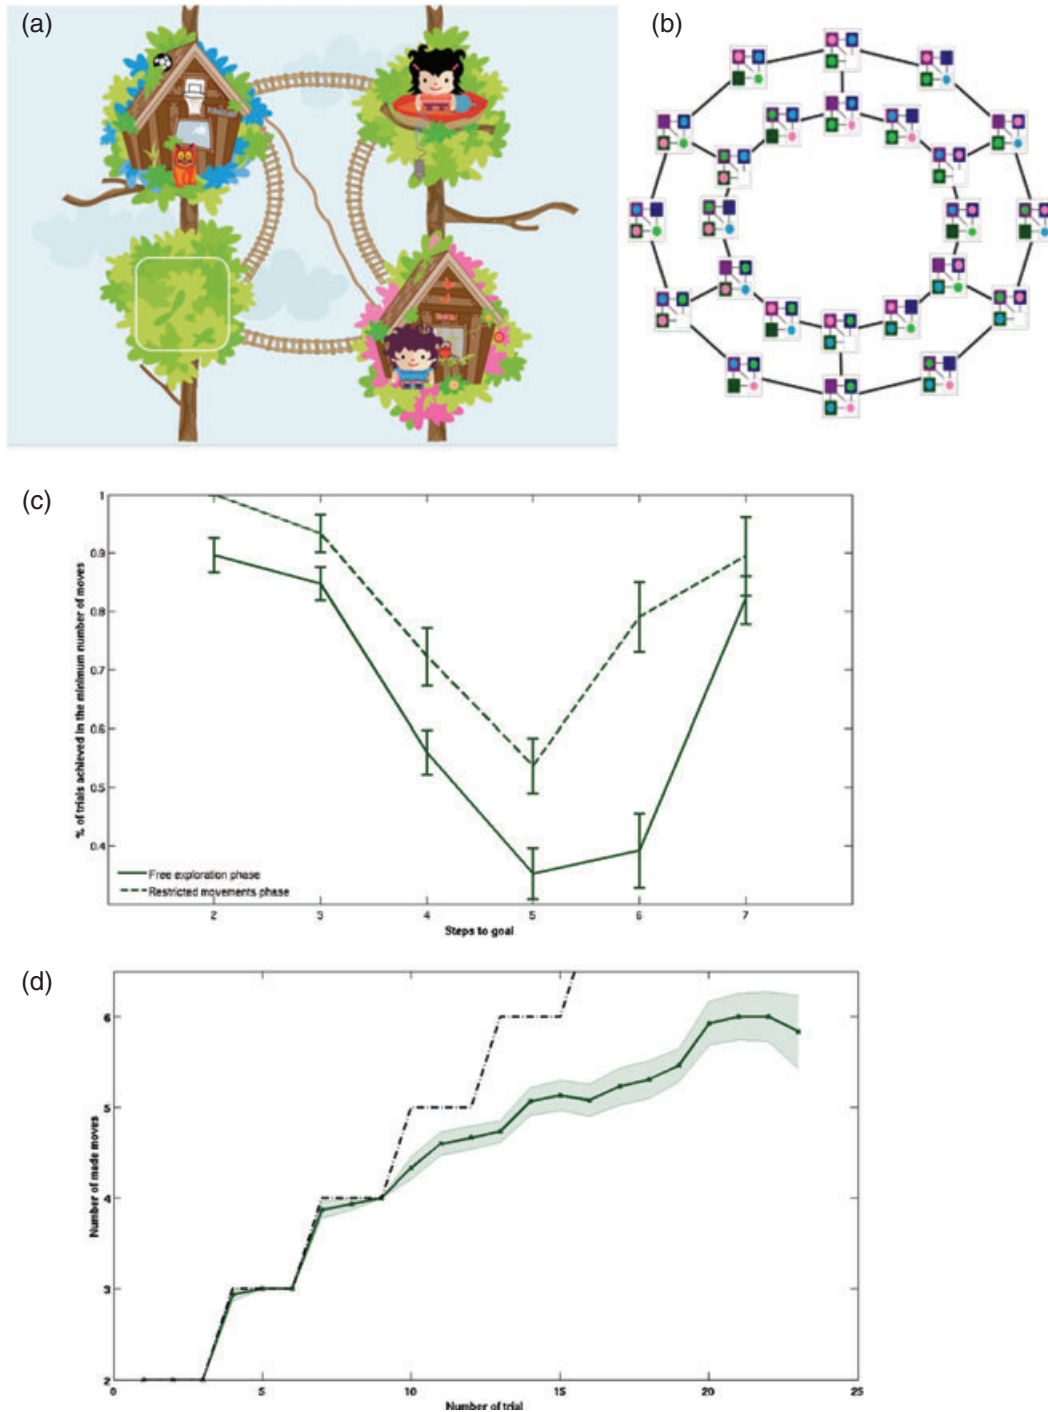 (a)
(b)
(c)
1
0.9
0.8
0.7
0.6
0.5
0.4
% of trials achieved in the minimum number of moves
Free exploration phase
Restricted movements phase
2 3 4 5 6 7
Steps to goal
(d)
6
5
4
3
2
Number of made moves
0 5 10 15 20 25
Number of trial